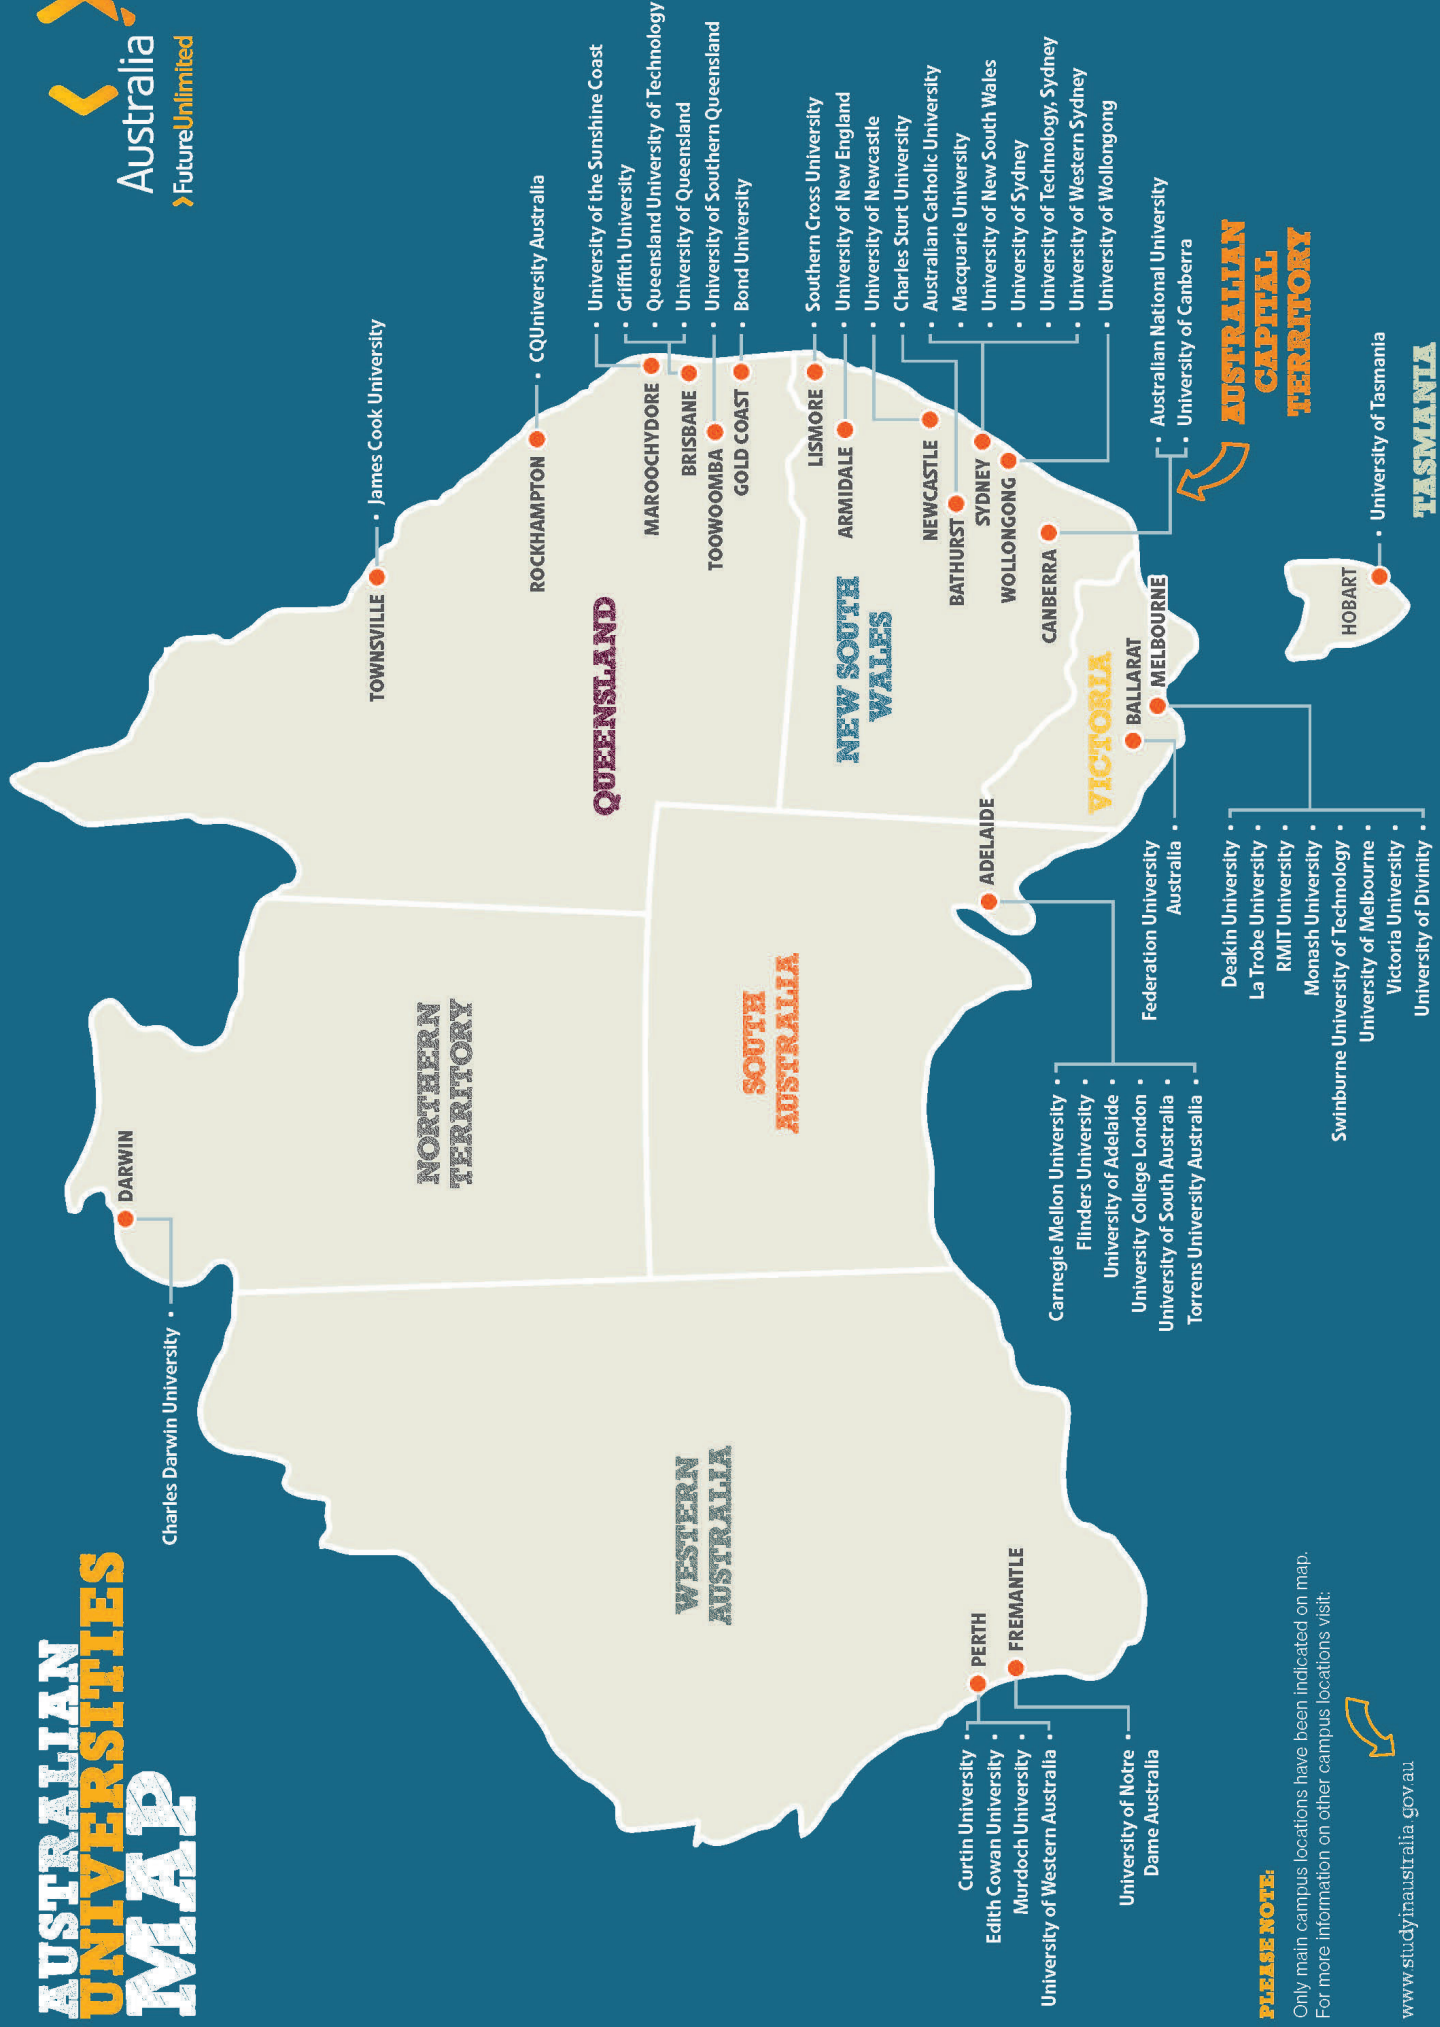 AUSTRALIAN
UNIVERSITIES
MAP
Australia
FutureUnlimited
Charles Darwin University
DARWIN
NORTHERN
TERRITORY
James Cook University
TOWNSVILLE
CQUniversity Australia
ROCKHAMPTON
QUEENSLAND
University of the Sunshine Coast
Griffith University
Queensland University of Technology
University of Queensland
University of Southern Queensland
Bond University
MAROOCHYDORE
BRISBANE
TOOWOOMBA
GOLD COAST
WESTERN
AUSTRALIA
SOUTH
AUSTRALIA
NEW SOUTH
WALES
LISMORE
ARMIDALE
NEWCASTLE
BATHURST
SYDNEY
WOLLONGONG
CANBERRA
Southern Cross University
University of New England
University of Newcastle
Charles Sturt University
Australian Catholic University
Macquarie University
University of New South Wales
University of Sydney
University of Technology, Sydney
University of Western Sydney
University of Wollongong
Australian National University
University of Canberra
AUSTRALIAN
CAPITAL
TERRITORY
PERTH
FREMANTLE
Curtin University
Edith Cowan University
Murdoch University
University of Western Australia
University of Notre
Dame Australia
ADELAIDE
Carnegie Mellon University
Flinders University
University of Adelaide
University College London
University of South Australia
Torrens University Australia
VICTORIA
BALLARAT
MELBOURNE
Federation University
Australia
Deakin University
La Trobe University
RMIT University
Monash University
Swinburne University of Technology
University of Melbourne
Victoria University
University of Divinity
HOBART
University of Tasmania
TASMANIA
PLEASE NOTE:
Only main campus locations have been indicated on map.
For more information on other campus locations visit:
www.studyinaustralia.gov.au